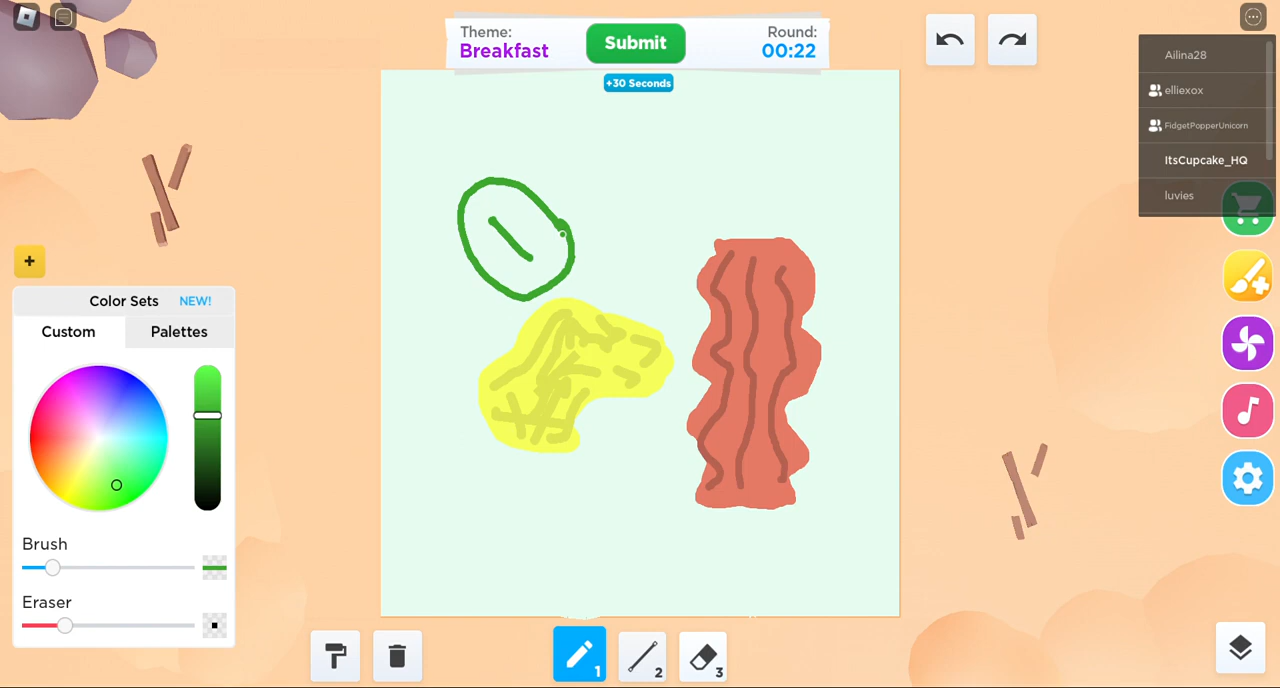 Theme:
Breakfast
Submit
Round:
00:22
+30 Seconds
Ailina28
elliexox
FidgetPopperUnicorn
ItsCupcake_HQ
luvies
+
Color Sets NEW!
Custom Palettes
Brush
Eraser
1
2
3